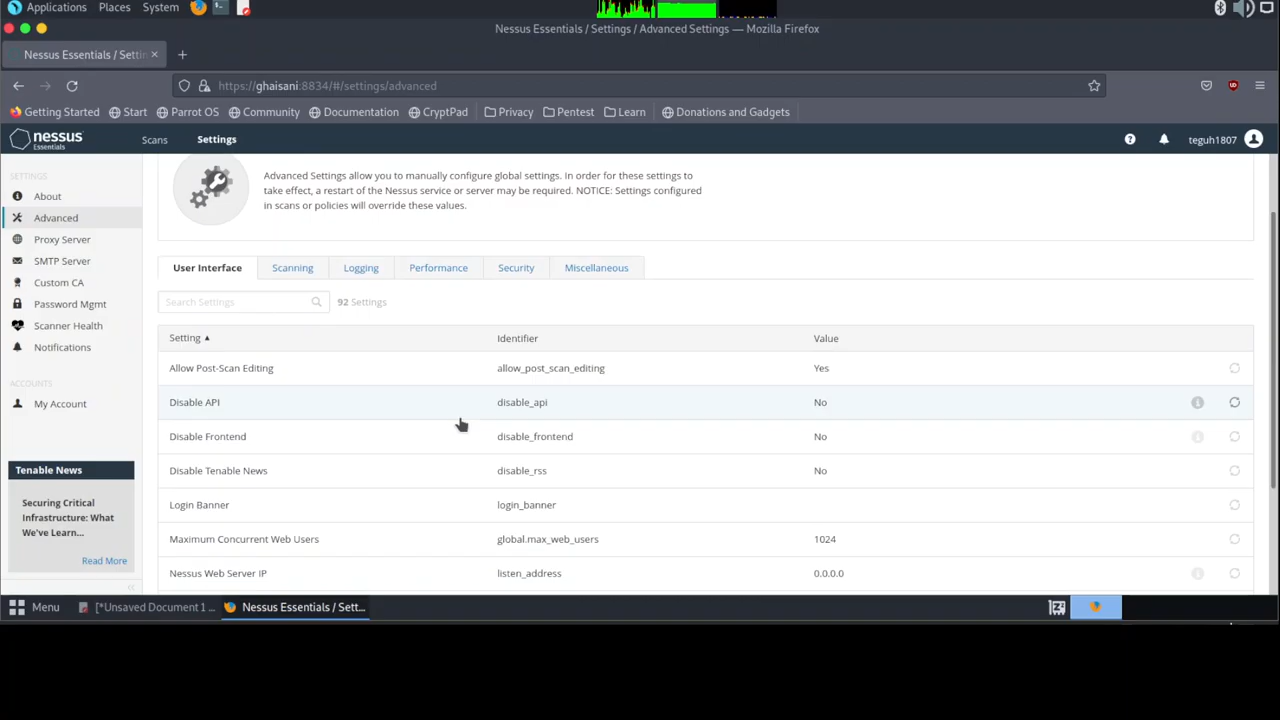 Applications Places System
Nessus Essentials / Settings / Advanced Settings — Mozilla Firefox
Nessus Essentials / Settin
https://ghaisani:8834/#/settings/advanced
Getting Started Start Parrot OS Community Documentation CryptPad Privacy Pentest Learn Donations and Gadgets
nessus Essentials Scans Settings teguh1807
SETTINGS
About
Advanced
Proxy Server
SMTP Server
Custom CA
Password Mgmt
Scanner Health
Notifications
ACCOUNTS
My Account
Tenable News
Securing Critical
Infrastructure: What
We've Learn...
Read More
Advanced Settings allow you to manually configure global settings. In order for these settings to
take effect, a restart of the Nessus service or server may be required. NOTICE: Settings configured
in scans or policies will override these values.
User Interface Scanning Logging Performance Security Miscellaneous
Search Settings 92 Settings
Setting ▲ Identifier Value
Allow Post-Scan Editing allow_post_scan_editing Yes
Disable API disable_api No
Disable Frontend disable_frontend No
Disable Tenable News disable_rss No
Login Banner login_banner
Maximum Concurrent Web Users global.max_web_users 1024
Nessus Web Server IP listen_address 0.0.0.0
Menu [*Unsaved Document 1 ... Nessus Essentials / Sett...